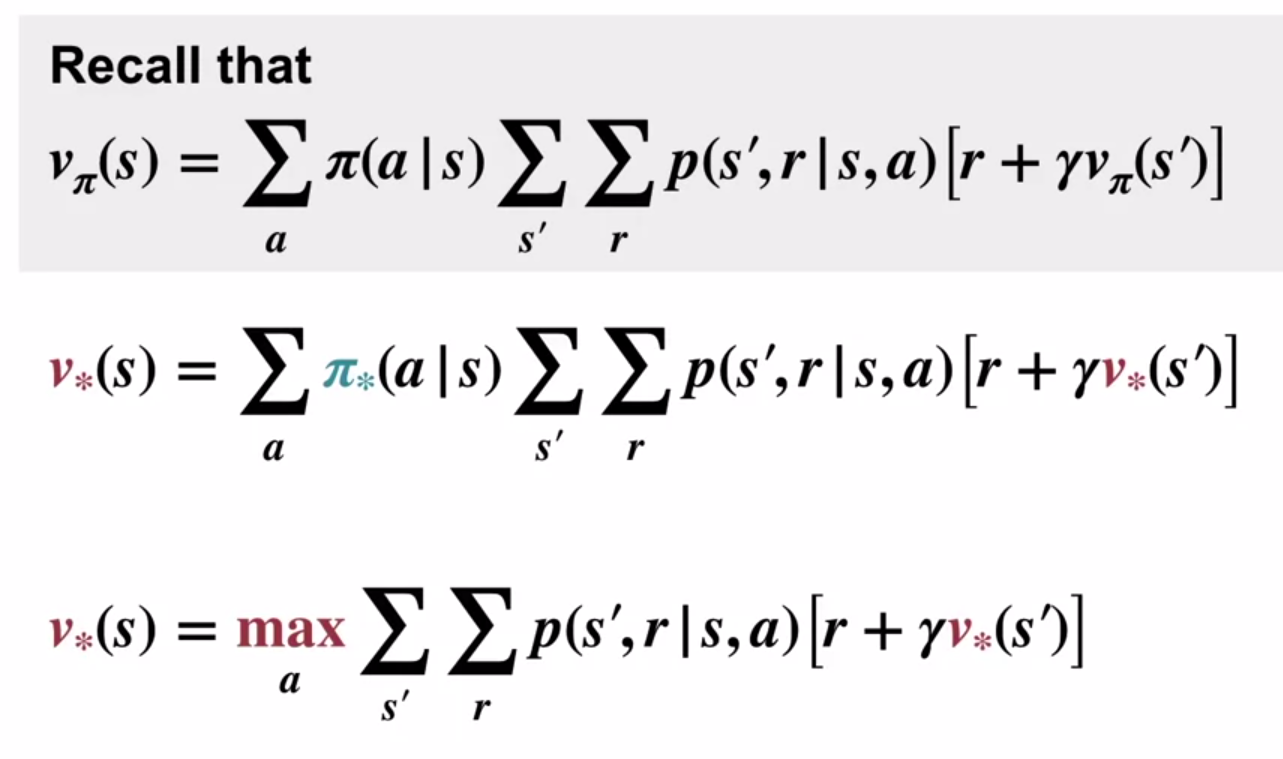 Recall that
v_π(s) = ∑_a π(a|s) ∑_{s′} ∑_r p(s′, r|s, a)[r + γv_π(s′)]
v_*(s) = ∑_a π_*(a|s) ∑_{s′} ∑_r p(s′, r|s, a)[r + γv_*(s′)]
v_*(s) = max_a ∑_{s′} ∑_r p(s′, r|s, a)[r + γv_*(s′)]